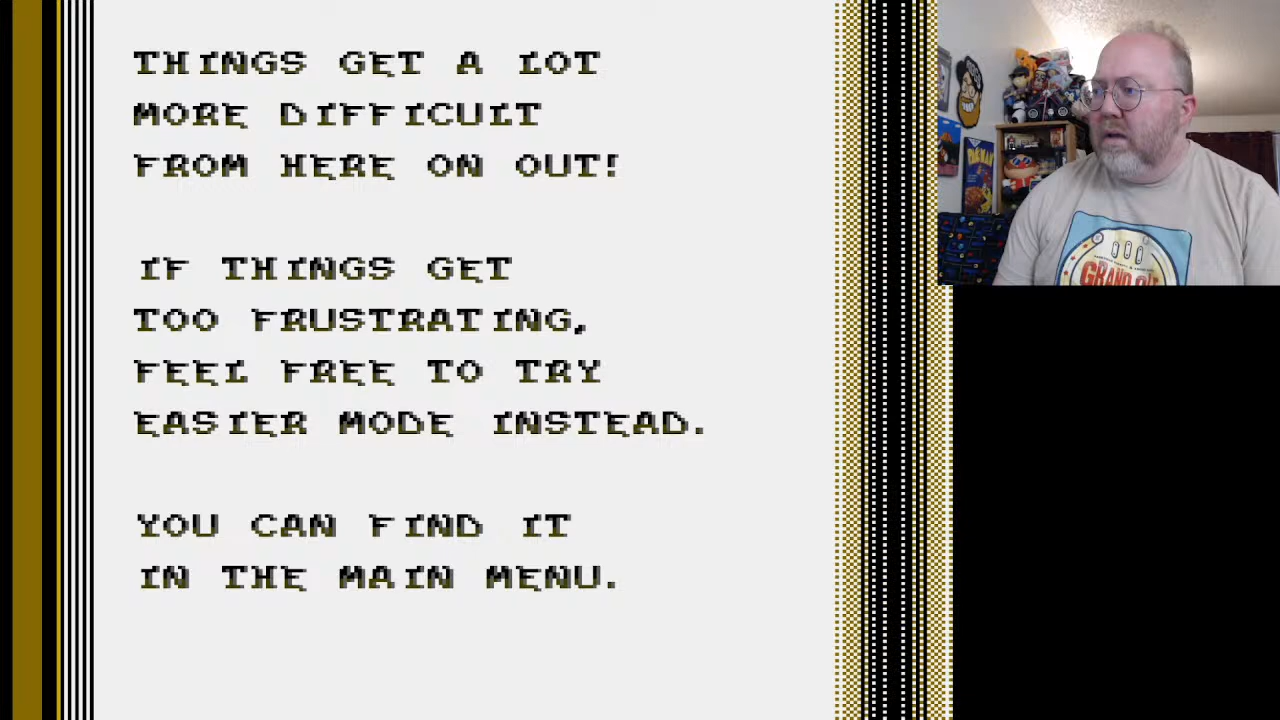 THINGS GET A LOT
MORE DIFFICULT
FROM HERE ON OUT!
IF THINGS GET
TOO FRUSTRATING,
FEEL FREE TO TRY
EASIER MODE INSTEAD.
YOU CAN FIND IT
IN THE MAIN MENU.